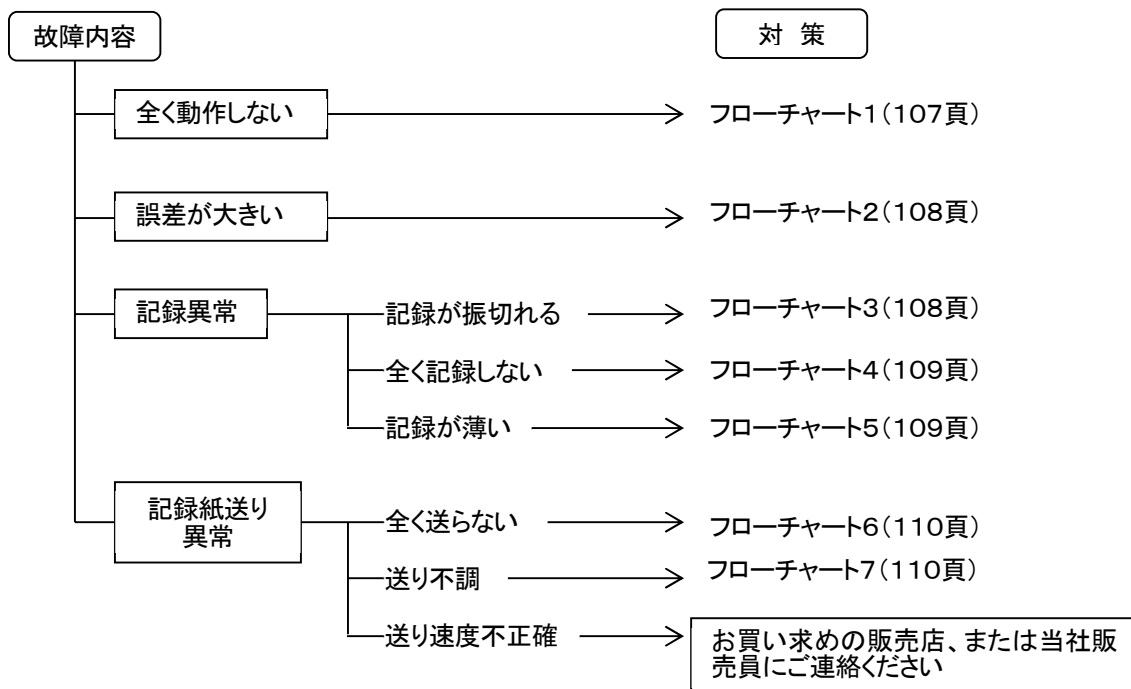 故障内容
対 策
全く動作しない
フローチャート1(107頁)
誤差が大きい
フローチャート2(108頁)
記録異常
記録が振切れる
フローチャート3(108頁)
全く記録しない
フローチャート4(109頁)
記録が薄い
フローチャート5(109頁)
記録紙送り
異常
全く送らない
フローチャート6(110頁)
送り不調
フローチャート7(110頁)
送り速度不正確
お買い求めの販売店、または当社販
売員にご連絡ください